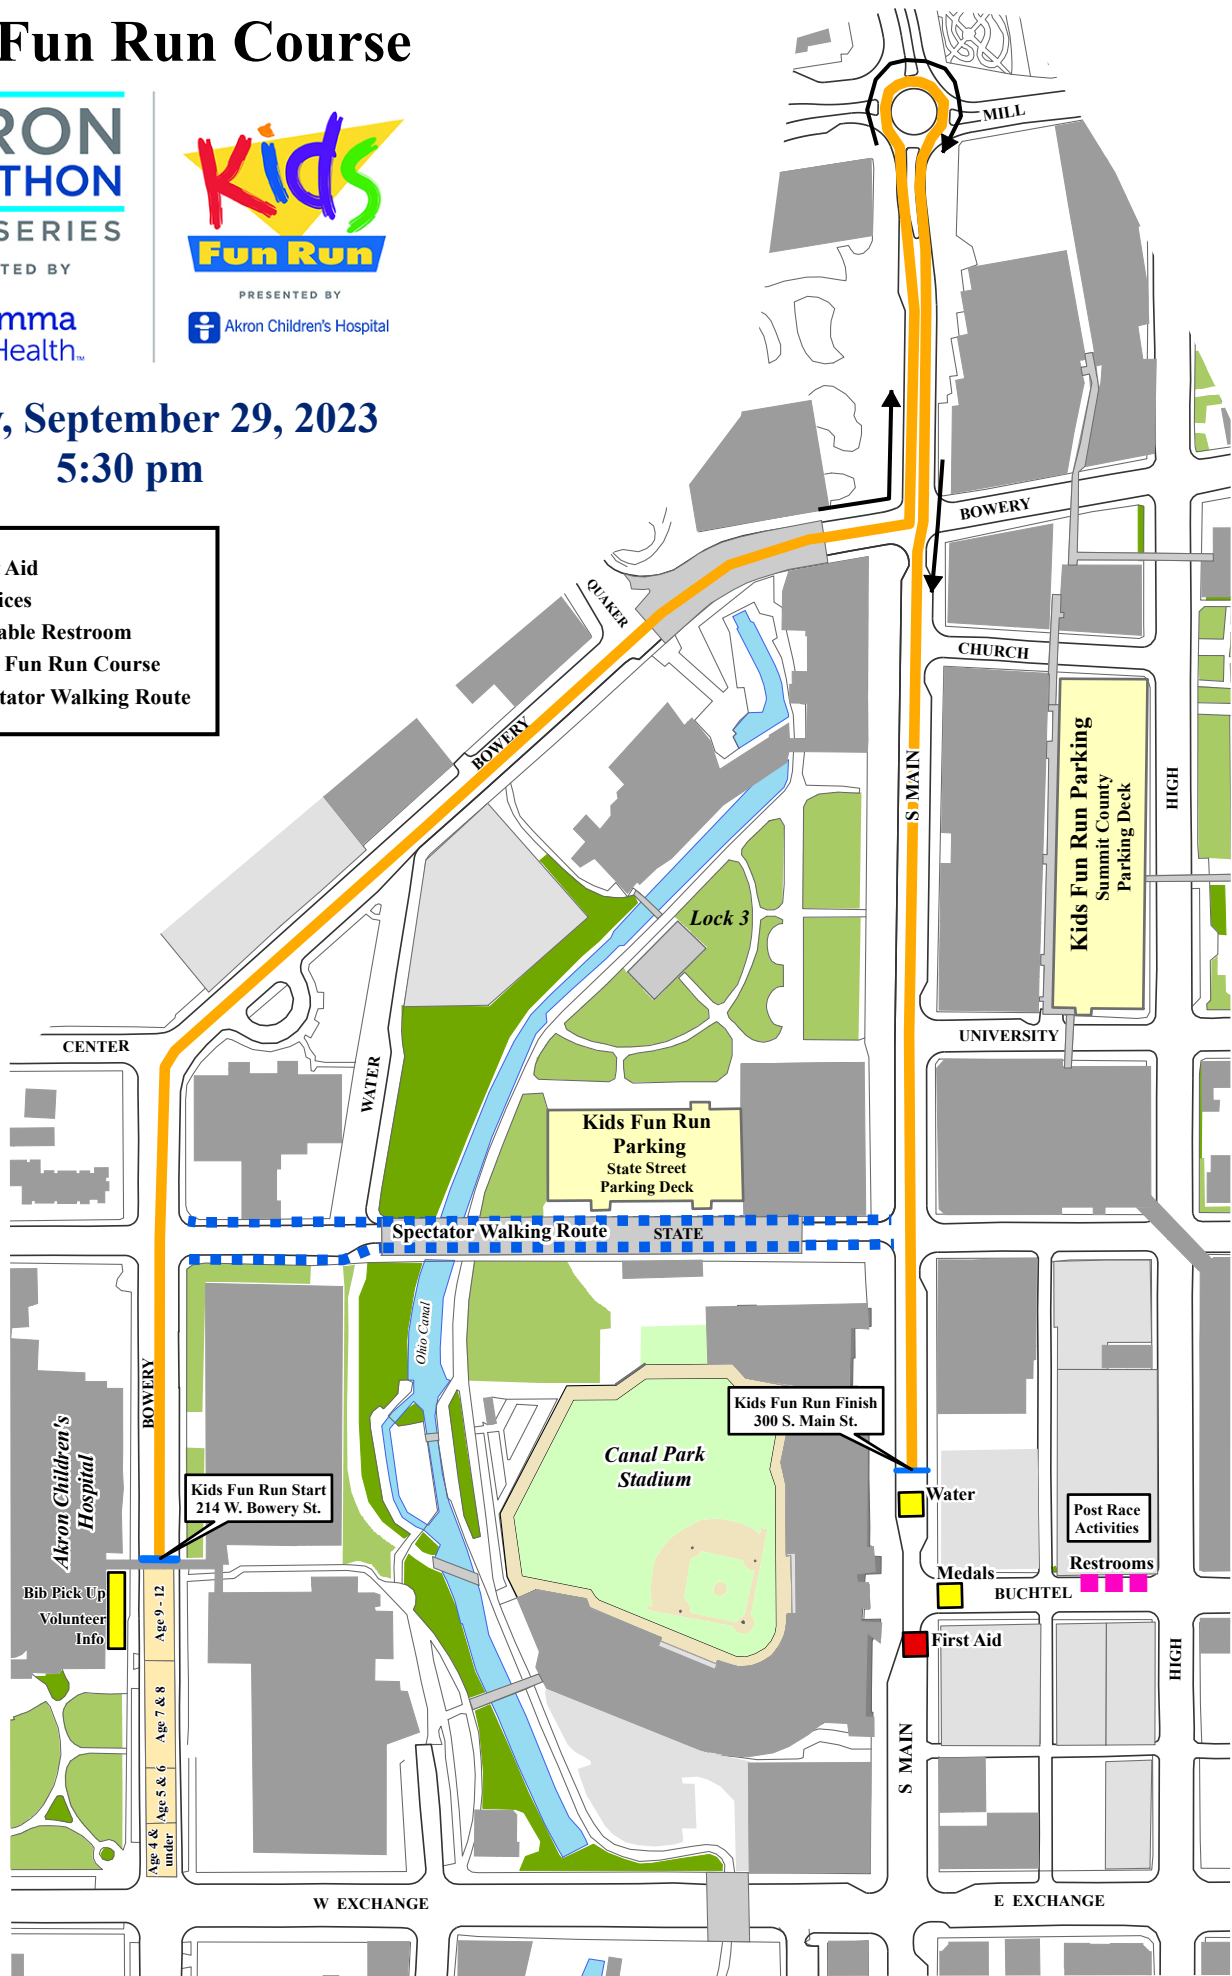 Fun Run Course
RON
THON
SERIES
TED BY
mma
Health™
Kids
Fun Run
PRESENTED BY
Akron Children's Hospital
, September 29, 2023
5:30 pm
Aid
ices
able Restroom
Fun Run Course
tator Walking Route
MILL
BOWERY
QUAKER
CHURCH
BOWERY
S MAIN
Kids Fun Run Parking
Summit County
Parking Deck
HIGH
Lock 3
UNIVERSITY
CENTER
WATER
Kids Fun Run
Parking
State Street
Parking Deck
Spectator Walking Route
STATE
Ohio Canal
BOWERY
Akron Children's
Hospital
Kids Fun Run Finish
300 S. Main St.
Canal Park
Stadium
Kids Fun Run Start
214 W. Bowery St.
Water
Post Race
Activities
Restrooms
Medals
BUCHTEL
First Aid
Bib Pick Up
Volunteer
Info
Age 9 - 12
Age 7 & 8
Age 5 & 6
Age 4 &
under
HIGH
S MAIN
W EXCHANGE
E EXCHANGE